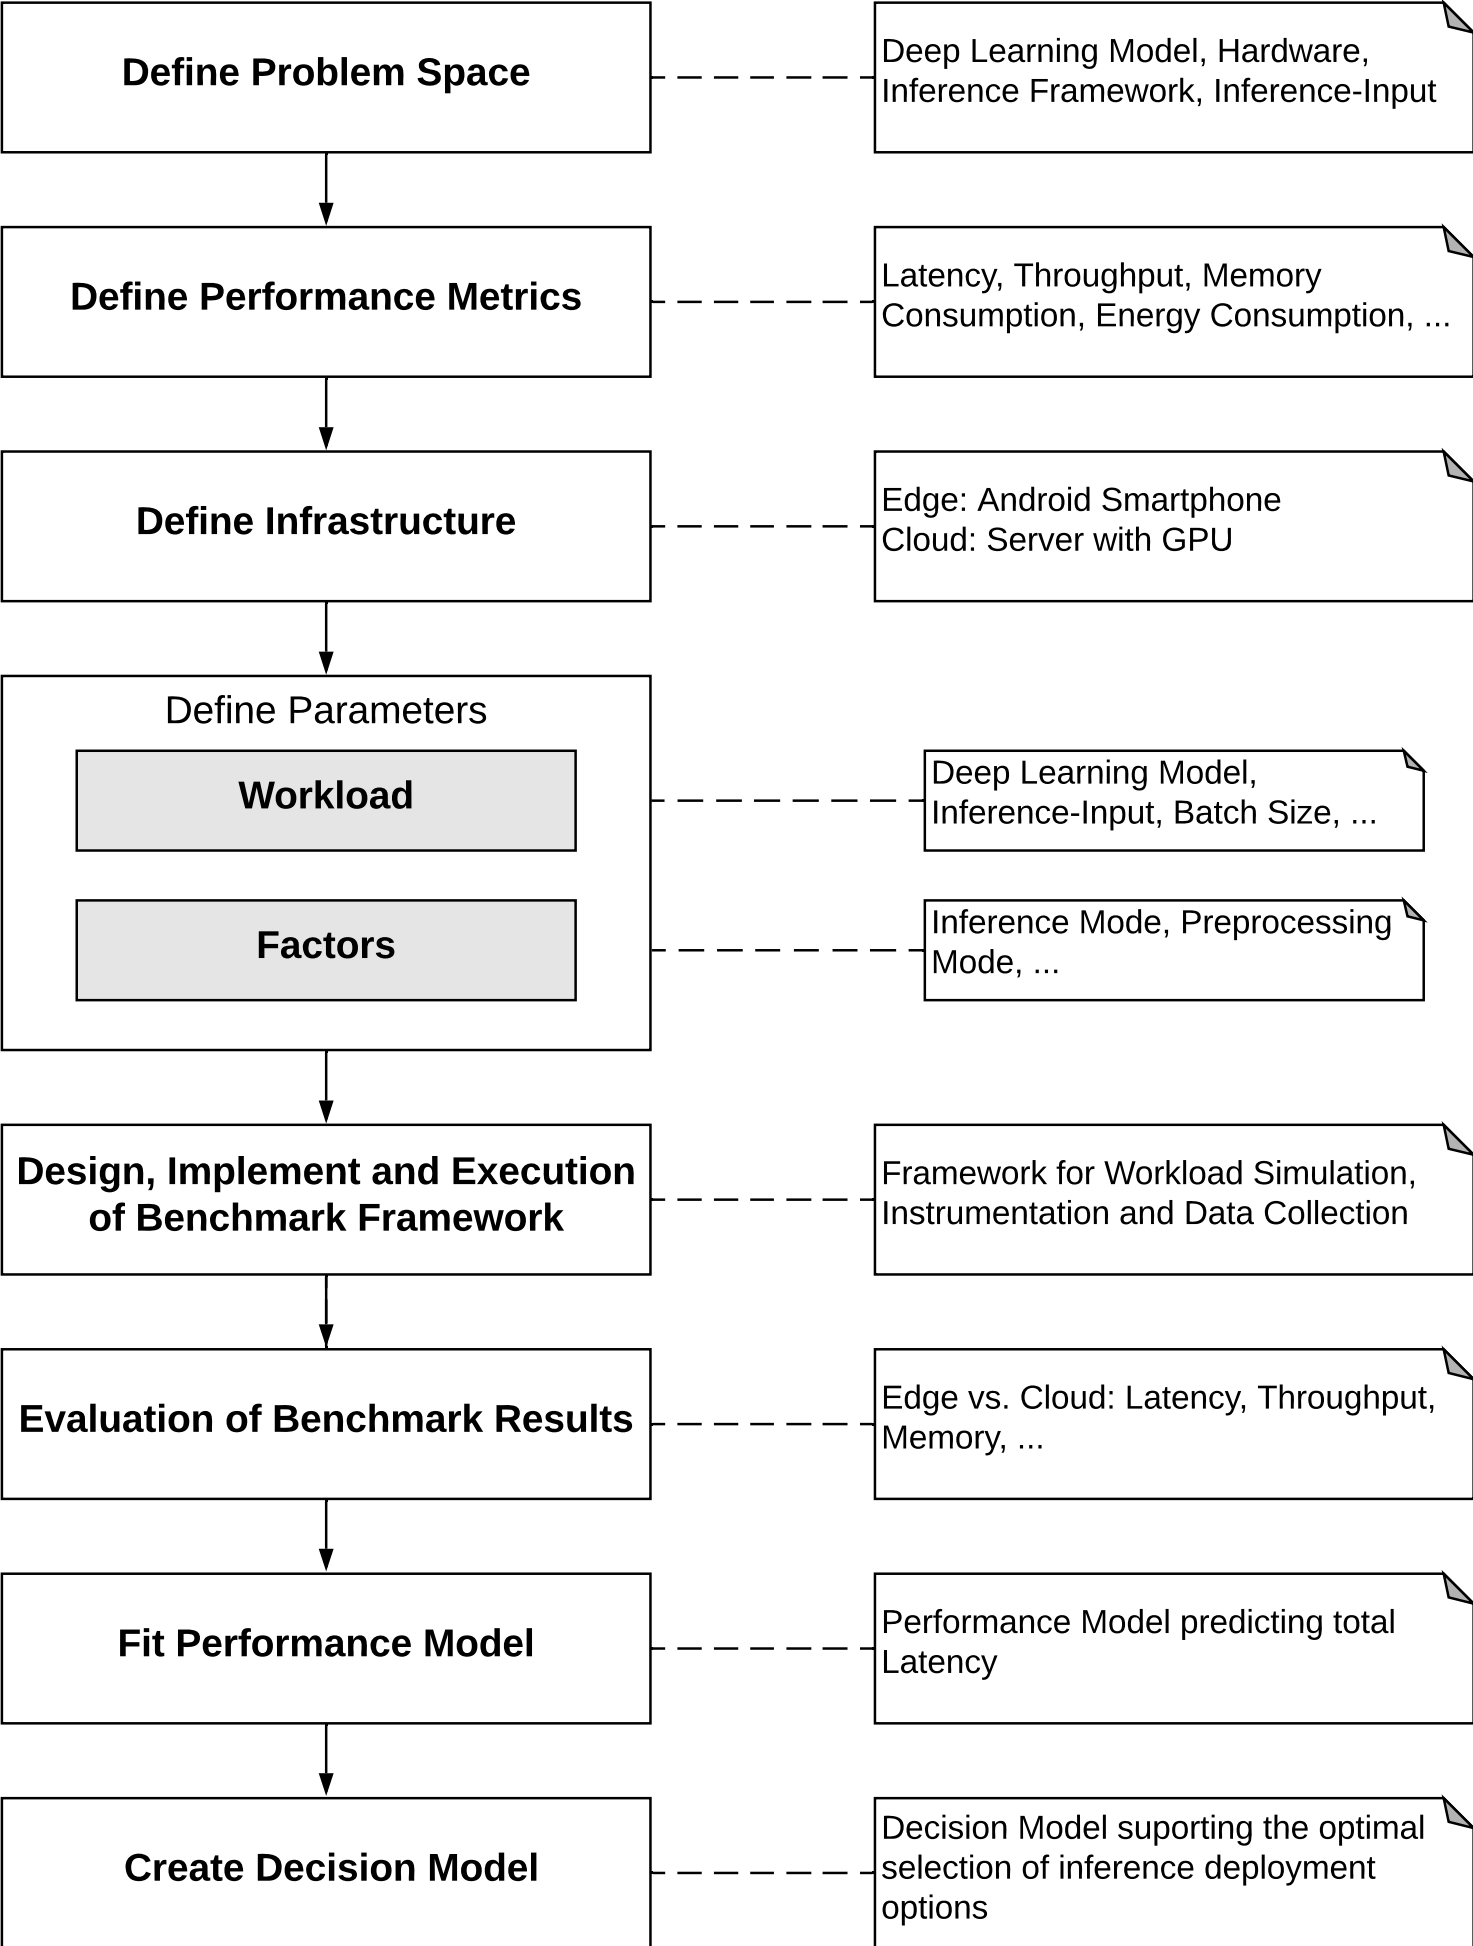 Define Problem Space
Deep Learning Model, Hardware,
Inference Framework, Inference-Input
Define Performance Metrics
Latency, Throughput, Memory
Consumption, Energy Consumption, ...
Define Infrastructure
Edge: Android Smartphone
Cloud: Server with GPU
Define Parameters
Workload
Deep Learning Model,
Inference-Input, Batch Size, ...
Factors
Inference Mode, Preprocessing
Mode, ...
Design, Implement and Execution
of Benchmark Framework
Framework for Workload Simulation,
Instrumentation and Data Collection
Evaluation of Benchmark Results
Edge vs. Cloud: Latency, Throughput,
Memory, ...
Fit Performance Model
Performance Model predicting total
Latency
Create Decision Model
Decision Model suporting the optimal
selection of inference deployment
options